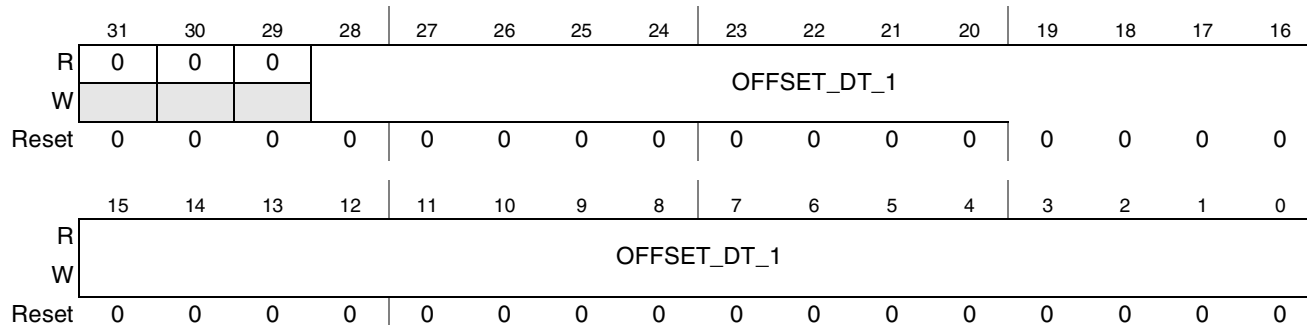 31 30 29 28 27 26 25 24 23 22 21 20 19 18 17 16
R 0 0 0 OFFSET_DT_1
W
Reset 0 0 0 0 0 0 0 0 0 0 0 0 0 0 0 0
15 14 13 12 11 10 9 8 7 6 5 4 3 2 1 0
R OFFSET_DT_1
W
Reset 0 0 0 0 0 0 0 0 0 0 0 0 0 0 0 0